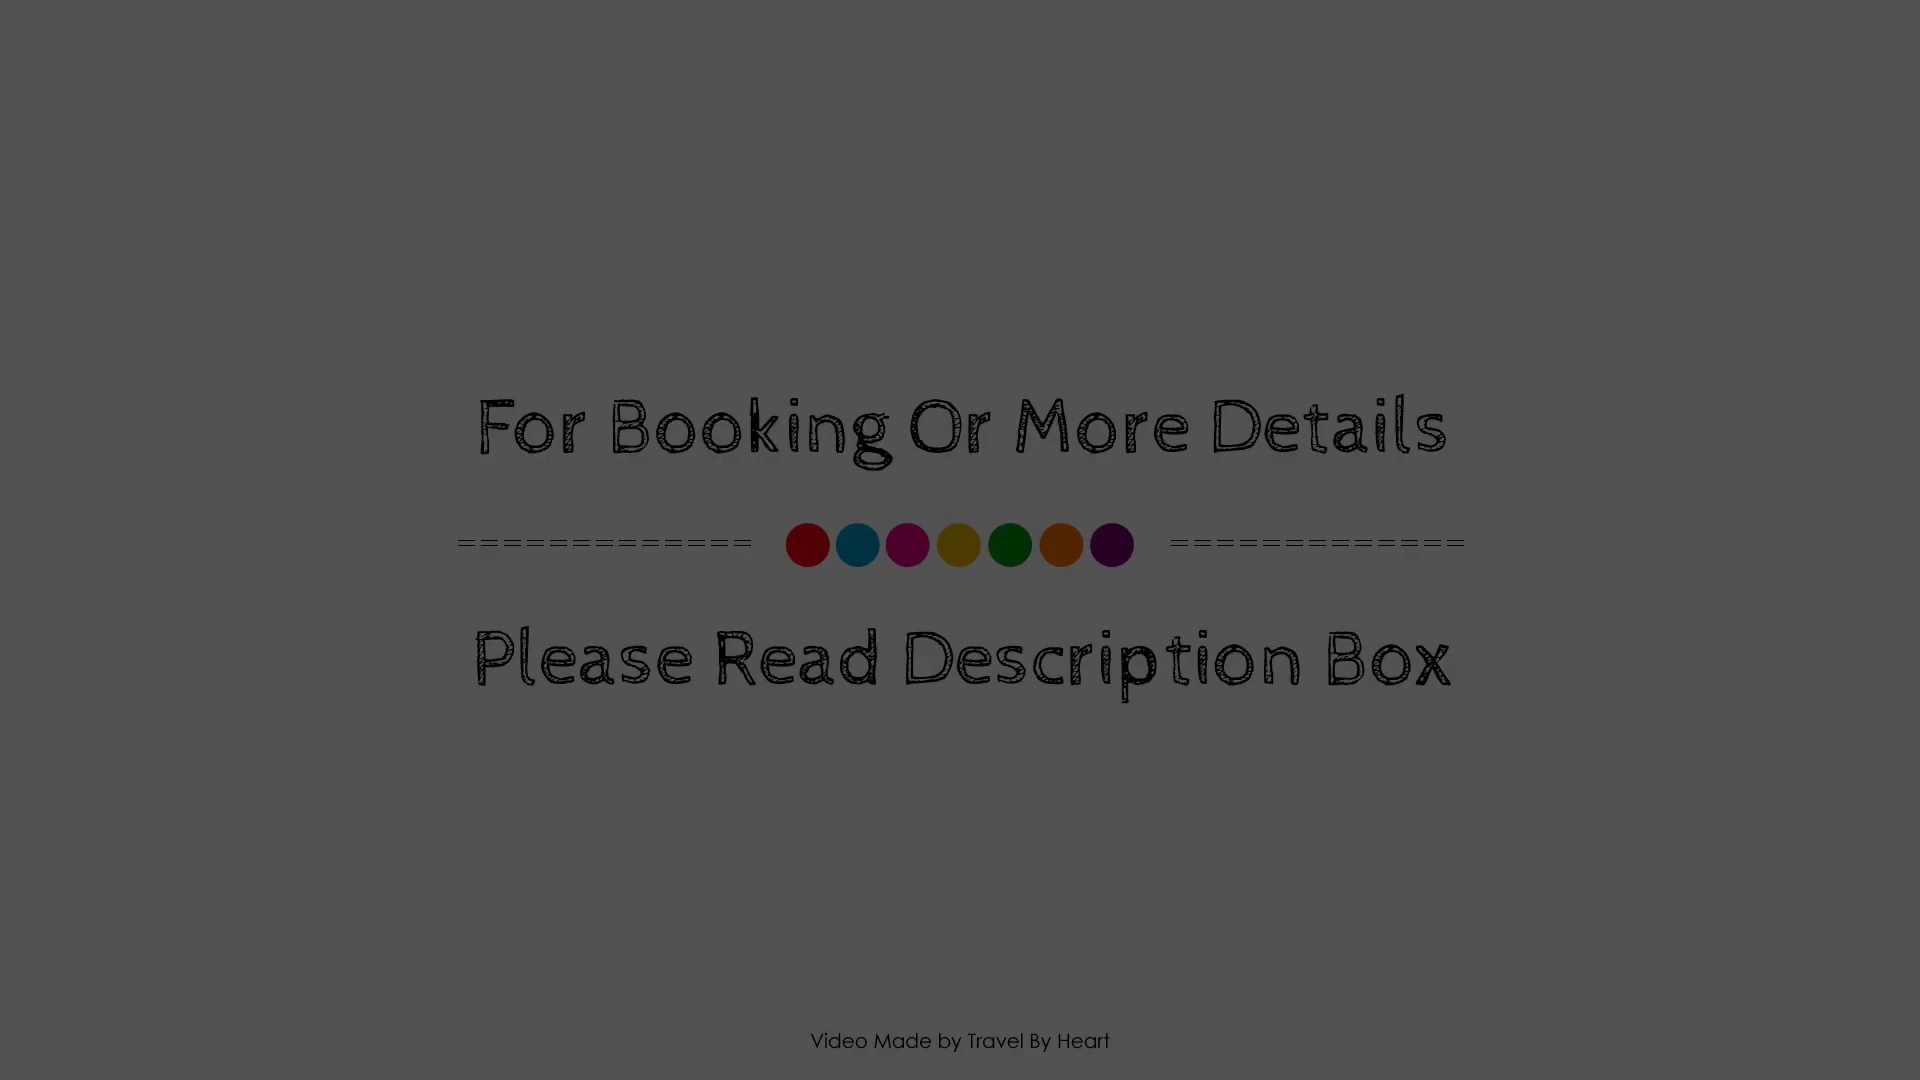 For Booking Or More Details
============= =============
Please Read Description Box
Video Made by Travel By Heart